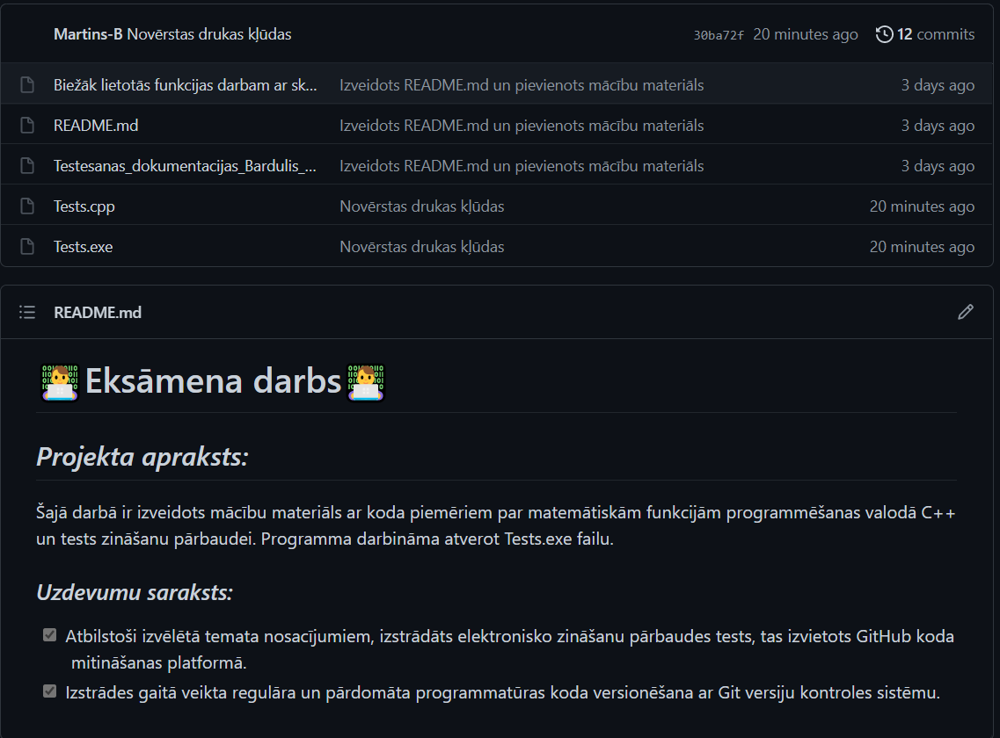 Martins-B Novērstas drukas kļūdas 30ba72f 20 minutes ago 12 commits
Biežāk lietotās funkcijas darbam ar sk... Izveidots README.md un pievienots mācību materiāls 3 days ago
README.md Izveidots README.md un pievienots mācību materiāls 3 days ago
Testesanas_dokumentacijas_Bardulis_... Izveidots README.md un pievienots mācību materiāls 3 days ago
Tests.cpp Novērstas drukas kļūdas 20 minutes ago
Tests.exe Novērstas drukas kļūdas 20 minutes ago
README.md
Eksāmena darbs
Projekta apraksts:
Šajā darbā ir izveidots mācību materiāls ar koda piemēriem par matemātiskām funkcijām programmēšanas valodā C++
un tests zināšanu pārbaudei. Programma darbināma atverot Tests.exe failu.
Uzdevumu saraksts:
Atbilstoši izvēlētā temata nosacījumiem, izstrādāts elektronisko zināšanu pārbaudes tests, tas izvietots GitHub koda
mitināšanas platformā.
Izstrādes gaitā veikta regulāra un pārdomāta programmatūras koda versionēšana ar Git versiju kontroles sistēmu.